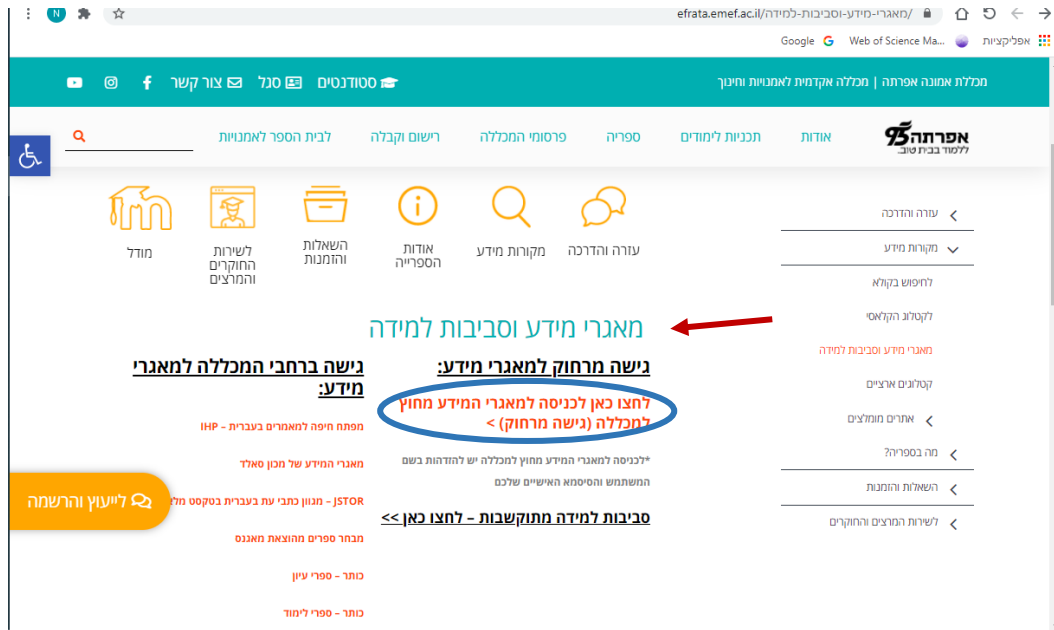 efrata.emef.ac.il/מאגרי-מידע-וסביבות-למידה/
N
אפליקציות
Web of Science Ma...
Google
מכללת אמונה אפרתה | מכללה אקדמית לאמנויות וחינוך
סטודנטים
סגל
צור קשר
אפרתה 95
ללמוד בבית טוב.
אודות
תכניות לימודים
ספריה
פרסומי המכללה
רישום וקבלה
לבית הספר לאמנויות
עזרה והדרכה
מקורות מידע
לחיפוש בקולא
לקטלוג הקלאסי
מאגרי מידע וסביבות למידה
קטלוגים ארציים
אתרים מומלצים
מה בספריה?
השאלות והזמנות
לשירות המרצים והחוקרים
עזרה והדרכה
מקורות מידע
אודות
הספרייה
השאלות
והזמנות
לשירות
החוקרים
והמרצים
מודל
מאגרי מידע וסביבות למידה
גישה מרחוק למאגרי מידע:
לחצו כאן לכניסה למאגרי המידע מחוץ
למכללה (גישה מרחוק) >
*לכניסה למאגרי המידע מחוץ למכללה יש להזדהות בשם
המשתמש והסיסמא האישיים שלכם
סביבות למידה מתוקשבות – לחצו כאן >>
גישה ברחבי המכללה למאגרי
מידע:
מפתח חיפה למאמרים בעברית – IHP
מאגרי המידע של מכון סאלד
JSTOR – מגוון כתבי עת בעברית בטקסט
מבחר ספרים מהוצאת מאגנס
כותר – ספרי עיון
כותר – ספרי לימוד
לייעוץ והרשמה